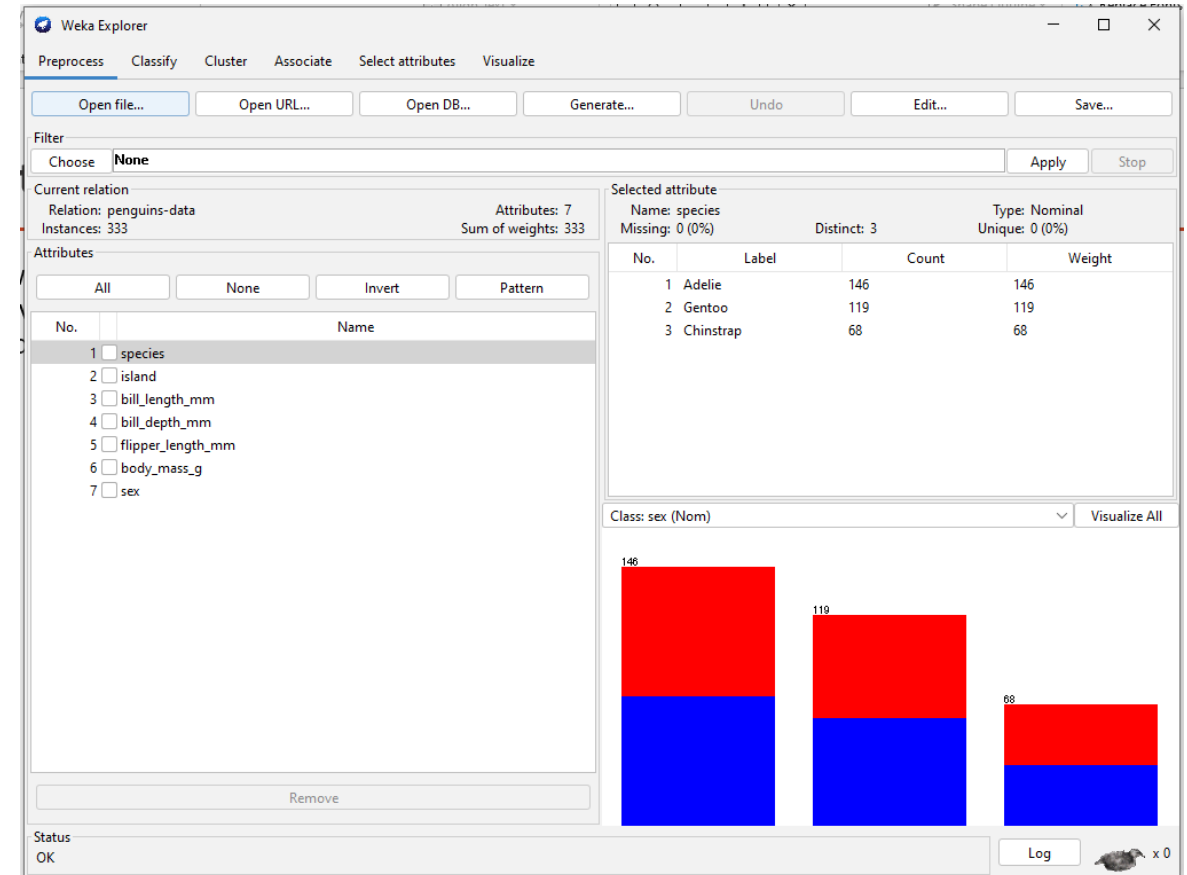 Weka Explorer
Preprocess Classify Cluster Associate Select attributes Visualize
Open file... Open URL... Open DB... Generate... Undo Edit... Save...
Filter
Choose None Apply Stop
Current relation
Relation: penguins-data Attributes: 7
Instances: 333 Sum of weights: 333
Attributes
All None Invert Pattern
No. Name
1 species
2 island
3 bill_length_mm
4 bill_depth_mm
5 flipper_length_mm
6 body_mass_g
7 sex
Remove
Selected attribute
Name: species Type: Nominal
Missing: 0 (0%) Distinct: 3 Unique: 0 (0%)
No. Label Count Weight
1 Adelie 146 146
2 Gentoo 119 119
3 Chinstrap 68 68
Class: sex (Nom) Visualize All
146
119
68
Status
OK
Log x 0